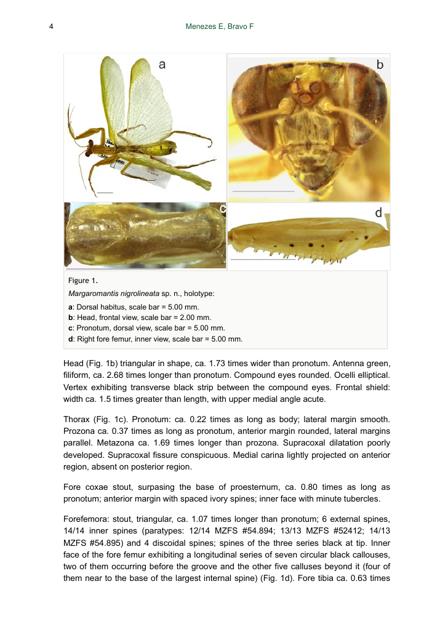 4
Menezes E, Bravo F
a
b
c
d
Figure 1.
Margaromantis nigrolineata sp. n., holotype:
a: Dorsal habitus, scale bar = 5.00 mm.
b: Head, frontal view, scale bar = 2.00 mm.
c: Pronotum, dorsal view, scale bar = 5.00 mm.
d: Right fore femur, inner view, scale bar = 5.00 mm.
Head (Fig. 1b) triangular in shape, ca. 1.73 times wider than pronotum. Antenna green,
filiform, ca. 2.68 times longer than pronotum. Compound eyes rounded. Ocelli elliptical.
Vertex exhibiting transverse black strip between the compound eyes. Frontal shield:
width ca. 1.5 times greater than length, with upper medial angle acute.
Thorax (Fig. 1c). Pronotum: ca. 0.22 times as long as body; lateral margin smooth.
Prozona ca. 0.37 times as long as pronotum, anterior margin rounded, lateral margins
parallel. Metazona ca. 1.69 times longer than prozona. Supracoxal dilatation poorly
developed. Supracoxal fissure conspicuous. Medial carina lightly projected on anterior
region, absent on posterior region.
Fore coxae stout, surpasing the base of proesternum, ca. 0.80 times as long as
pronotum; anterior margin with spaced ivory spines; inner face with minute tubercles.
Forefemora: stout, triangular, ca. 1.07 times longer than pronotum; 6 external spines,
14/14 inner spines (paratypes: 12/14 MZFS #54.894; 13/13 MZFS #52412; 14/13
MZFS #54.895) and 4 discoidal spines; spines of the three series black at tip. Inner
face of the fore femur exhibiting a longitudinal series of seven circular black callouses,
two of them occurring before the groove and the other five calluses beyond it (four of
them near to the base of the largest internal spine) (Fig. 1d). Fore tibia ca. 0.63 times